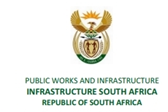 PUBLIC WORKS AND INFRASTRUCTURE
INFRASTRUCTURE SOUTH AFRICA
REPUBLIC OF SOUTH AFRICA